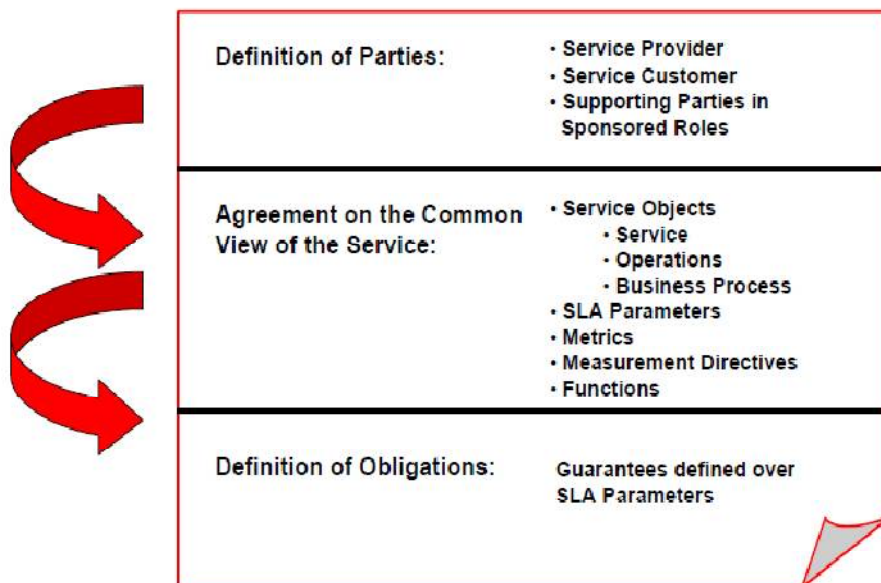 Definition of Parties:
• Service Provider
• Service Customer
• Supporting Parties in
Sponsored Roles
Agreement on the Common
View of the Service:
• Service Objects
• Service
• Operations
• Business Process
• SLA Parameters
• Metrics
• Measurement Directives
• Functions
Definition of Obligations:
Guarantees defined over
SLA Parameters